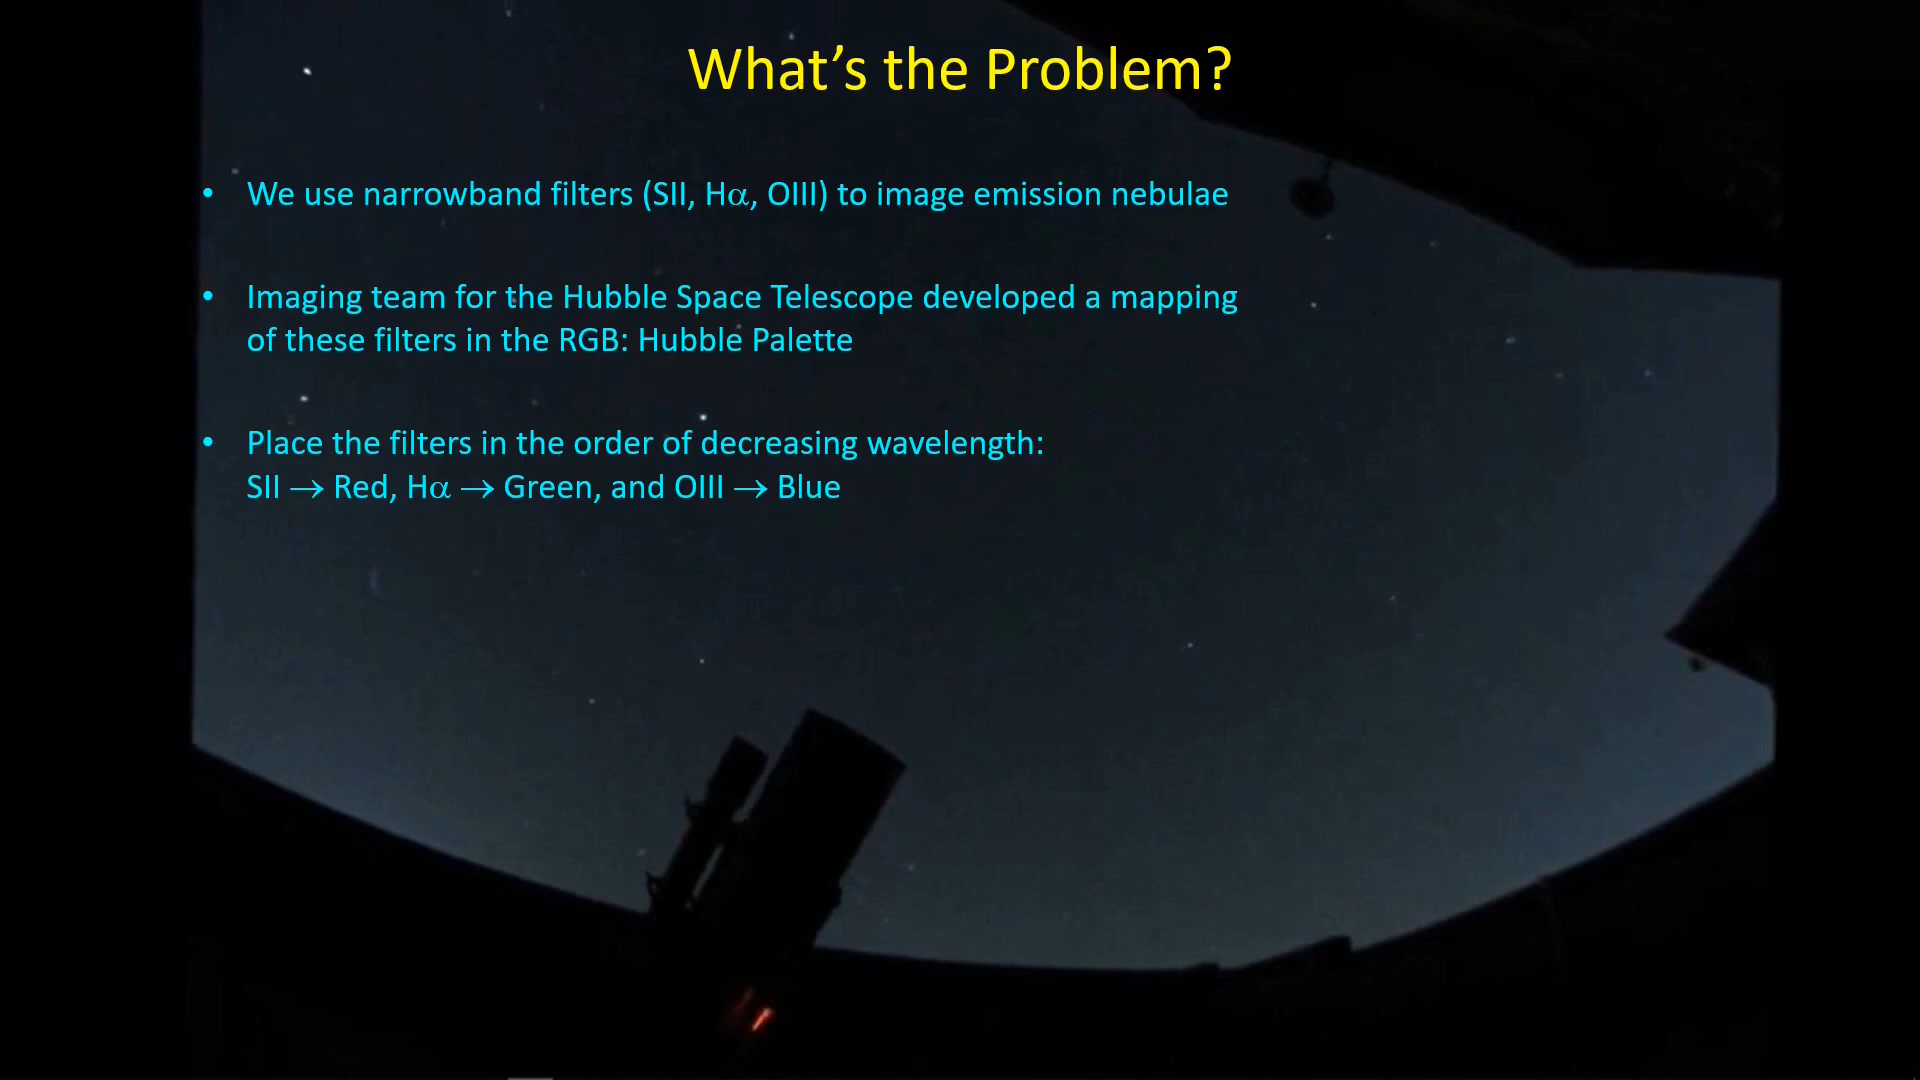 What’s the Problem?
• We use narrowband filters (SII, Hα, OIII) to image emission nebulae
• Imaging team for the Hubble Space Telescope developed a mapping
of these filters in the RGB: Hubble Palette
• Place the filters in the order of decreasing wavelength:
SII → Red, Hα → Green, and OIII → Blue